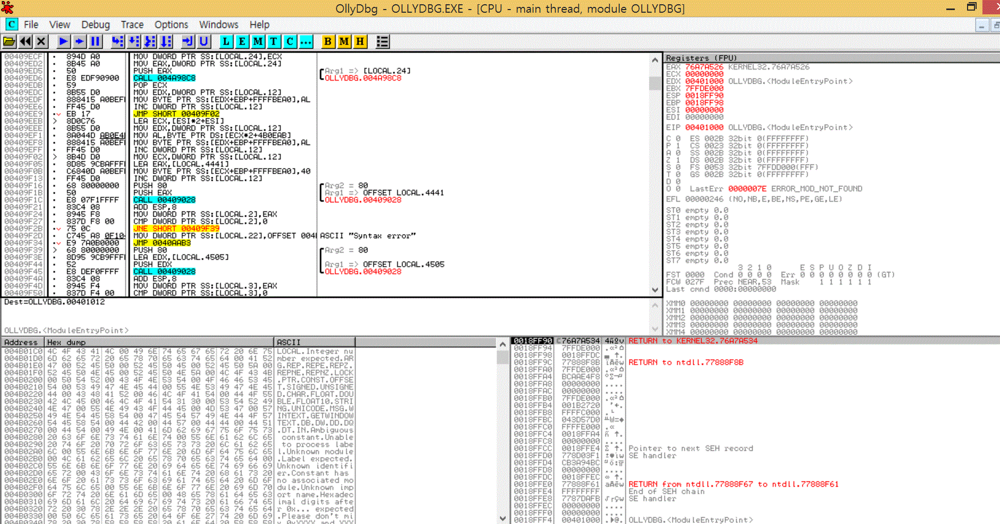 OllyDbg - OLLYDBG.EXE - [CPU - main thread, module OLLYDBG]
C File View Debug Trace Options Windows Help
L E M T C ... B M H
00409ECF . 894D A0 MOV DWORD PTR SS:[LOCAL.24],ECX
00409ED2 . 8B45 A0 MOV EAX,DWORD PTR SS:[LOCAL.24]
00409ED5 . 50 PUSH EAX Arg1 => [LOCAL.24]
00409ED6 . E8 EDF90900 CALL 004A98C8 OLLYDBG.004A98C8
00409EDB . 59 POP ECX
00409EDC . 8B55 D0 MOV EDX,DWORD PTR SS:[LOCAL.12]
00409EDF . 888415 A0BEF MOV BYTE PTR SS:[EDX+EBP+FFFFBEA0],AL
00409EE6 . FF45 D0 INC DWORD PTR SS:[LOCAL.12]
00409EE9 . EB 17 JMP SHORT 00409F02
00409EEB > 8D0C76 LEA ECX,[ESI*2+ESI]
00409EEE . 8B55 D0 MOV EDX,DWORD PTR SS:[LOCAL.12]
00409EF1 . 8A044D AB0E4 MOV AL,BYTE PTR DS:[ECX*2+4B0EAB]
00409EF8 . 888415 A0BEF MOV BYTE PTR SS:[EDX+EBP+FFFFBEA0],AL
00409EFF . FF45 D0 INC DWORD PTR SS:[LOCAL.12]
00409F02 > 8B4D D0 MOV ECX,DWORD PTR SS:[LOCAL.12]
00409F05 . 8D85 9CBAFFF LEA EAX,[LOCAL.4441]
00409F0B . C6840D A0BEF MOV BYTE PTR SS:[ECX+EBP+FFFFBEA0],40
00409F13 . FF45 D0 INC DWORD PTR SS:[LOCAL.12]
00409F16 . 68 80000000 PUSH 80 Arg2 = 80
00409F1B . 50 PUSH EAX Arg1 => OFFSET LOCAL.4441
00409F1C . E8 07F1FFFF CALL 00409028 OLLYDBG.00409028
00409F21 . 83C4 08 ADD ESP,8
00409F24 . 8945 F8 MOV DWORD PTR SS:[LOCAL.2],EAX
00409F27 . 837D F8 00 CMP DWORD PTR SS:[LOCAL.2],0
00409F2B . 75 0C JNE SHORT 00409F39
00409F2D . C745 A8 0F10 MOV DWORD PTR SS:[LOCAL.22],OFFSET 004 ASCII "Syntax error"
00409F34 . E9 7A0B0000 JMP 0040AAB3
00409F39 > 68 80000000 PUSH 80 Arg2 = 80
00409F3E . 8D95 9CB9FFF LEA EDX,[LOCAL.4505]
00409F44 . 52 PUSH EDX Arg1 => OFFSET LOCAL.4505
00409F45 . E8 DEF0FFFF CALL 00409028 OLLYDBG.00409028
00409F4A . 83C4 08 ADD ESP,8
00409F4D . 8945 F4 MOV DWORD PTR SS:[LOCAL.3],EAX
00409F50 . 837D F4 00 CMP DWORD PTR SS:[LOCAL.3],0
Dest=OLLYDBG.00401012
OLLYDBG.<ModuleEntryPoint>
Registers (FPU)
EAX 76A7A526 KERNEL32.76A7A526
ECX 00000000
EDX 00401000 OLLYDBG.<ModuleEntryPoint>
EBX 7FFDE000
ESP 0018FF90
EBP 0018FF98
ESI 00000000
EDI 00000000
EIP 00401000 OLLYDBG.<ModuleEntryPoint>
C 0 ES 002B 32bit 0(FFFFFFFF)
P 1 CS 0023 32bit 0(FFFFFFFF)
A 0 SS 002B 32bit 0(FFFFFFFF)
Z 1 DS 002B 32bit 0(FFFFFFFF)
S 0 FS 0053 32bit 7FFDD000(FFF)
T 0 GS 002B 32bit 0(FFFFFFFF)
D 0
O 0 LastErr 0000007E ERROR_MOD_NOT_FOUND
EFL 00000246 (NO,NB,E,BE,NS,PE,GE,LE)
ST0 empty 0.0
ST1 empty 0.0
ST2 empty 0.0
ST3 empty 0.0
ST4 empty 0.0
ST5 empty 0.0
ST6 empty 0.0
ST7 empty 0.0
3 2 1 0 E S P U O Z D I
FST 0000 Cond 0 0 0 0 Err 0 0 0 0 0 0 0 0 (GT)
FCW 027F Prec NEAR,53 Mask 1 1 1 1 1 1
Last cmnd 0000:00000000
XMM0 00000000 00000000 00000000 00000000
XMM1 00000000 00000000 00000000 00000000
XMM2 00000000 00000000 00000000 00000000
XMM3 00000000 00000000 00000000 00000000
XMM4 00000000 00000000 00000000 00000000
Address Hex dump ASCII
004B01C0 4C 4F 43 41 4C 00 49 6E 74 65 67 65 72 20 6E 75 LOCAL.Integer nu
004B01D0 6D 62 65 72 20 65 78 70 65 63 74 65 64 00 41 52 mber expected.AR
004B01E0 47 00 52 45 50 00 52 45 50 45 00 52 45 50 5A 00 G.REP.REPE.REPZ.
004B01F0 52 45 50 4E 45 00 52 45 50 4E 5A 00 4C 4F 43 4B REPNE.REPNZ.LOCK
004B0200 00 50 54 52 00 43 4F 4E 53 54 00 4F 46 46 53 45 .PTR.CONST.OFFSE
004B0210 54 00 53 49 47 4E 45 44 00 55 4E 53 49 47 4E 45 T.SIGNED.UNSIGNE
004B0220 44 00 43 48 41 52 00 46 4C 4F 41 54 00 44 4F 55 D.CHAR.FLOAT.DOU
004B0230 42 4C 45 00 46 4C 4F 41 54 31 30 00 53 54 52 49 BLE.FLOAT10.STRI
004B0240 4E 47 00 55 4E 49 43 4F 44 45 00 4D 53 47 00 57 NG.UNICODE.MSG.W
004B0250 49 4E 54 45 58 54 00 47 45 54 57 49 4E 44 4F 57 INTEXT.GETWINDOW
004B0260 54 45 58 54 00 44 42 00 44 57 00 44 44 00 44 51 TEXT.DB.DW.DD.DQ
004B0270 00 44 54 00 49 4E 00 41 6D 62 69 67 75 6F 75 73 .DT.IN.Ambiguous
004B0280 20 63 6F 6E 73 74 61 6E 74 00 55 6E 61 62 6C 65 constant.Unable
004B0290 20 74 6F 20 70 72 6F 63 65 73 73 20 6C 61 62 65 to process labe
004B02A0 6C 00 55 6E 6B 6E 6F 77 6E 20 6D 6F 64 75 6C 65 l.Unknown module
004B02B0 00 4C 61 62 65 6C 20 65 78 70 65 63 74 65 64 00 .Label expected.
004B02C0 55 6E 6B 6E 6F 77 6E 20 69 64 65 6E 74 69 66 69 Unknown identifi
004B02D0 65 72 00 43 6F 6E 73 74 61 6E 74 20 68 61 73 20 er.Constant has
004B02E0 6E 6F 20 61 73 73 6F 63 69 61 74 65 64 20 6D 6F no associated mo
004B02F0 64 75 6C 65 00 55 6E 6B 6E 6F 77 6E 20 69 6D 70 dule.Unknown imp
004B0300 6F 72 74 20 6E 61 6D 65 00 48 65 78 61 64 65 63 ort name.Hexadec
004B0310 69 6D 61 6C 20 64 69 67 69 74 73 20 61 66 74 65 imal digits afte
004B0320 72 20 30 78 2E 2E 2E 20 65 78 70 65 63 74 65 64 r 0x... expected
004B0330 00 50 6C 65 61 73 65 20 64 6F 6E 27 74 20 6D 69 .Please don't mi
0018FF90 76A7A534 RETURN to KERNEL32.76A7A534
0018FF94 7FFDE000
0018FF98 0018FFDC
0018FF9C 77888F8B RETURN to ntdll.77888F8B
0018FFA0 7FFDE000
0018FFA4 BCAAE4F8
0018FFA8 00000000 ....
0018FFAC 00000000 ....
0018FFB0 7FFDE000
0018FFB4 001B2720
0018FFB8 FFFFC000
0018FFBC 043D57D0
0018FFC0 FFFFE000
0018FFC4 0018FFA4
0018FFC8 00000000 ....
0018FFCC 0018FFE4 Pointer to next SEH record
0018FFD0 778D03F1 SE handler
0018FFD4 CB3A94BC
0018FFD8 00000000 ....
0018FFDC 0018FFEC
0018FFE0 77888F61 RETURN from ntdll.77888F67 to ntdll.77888F61
0018FFE4 FFFFFFFF End of SEH chain
0018FFE8 7787DAFB SE handler
0018FFEC 00000000 ....
0018FFF0 00000000 ....
0018FFF4 00401000 OLLYDBG.<ModuleEntryPoint>